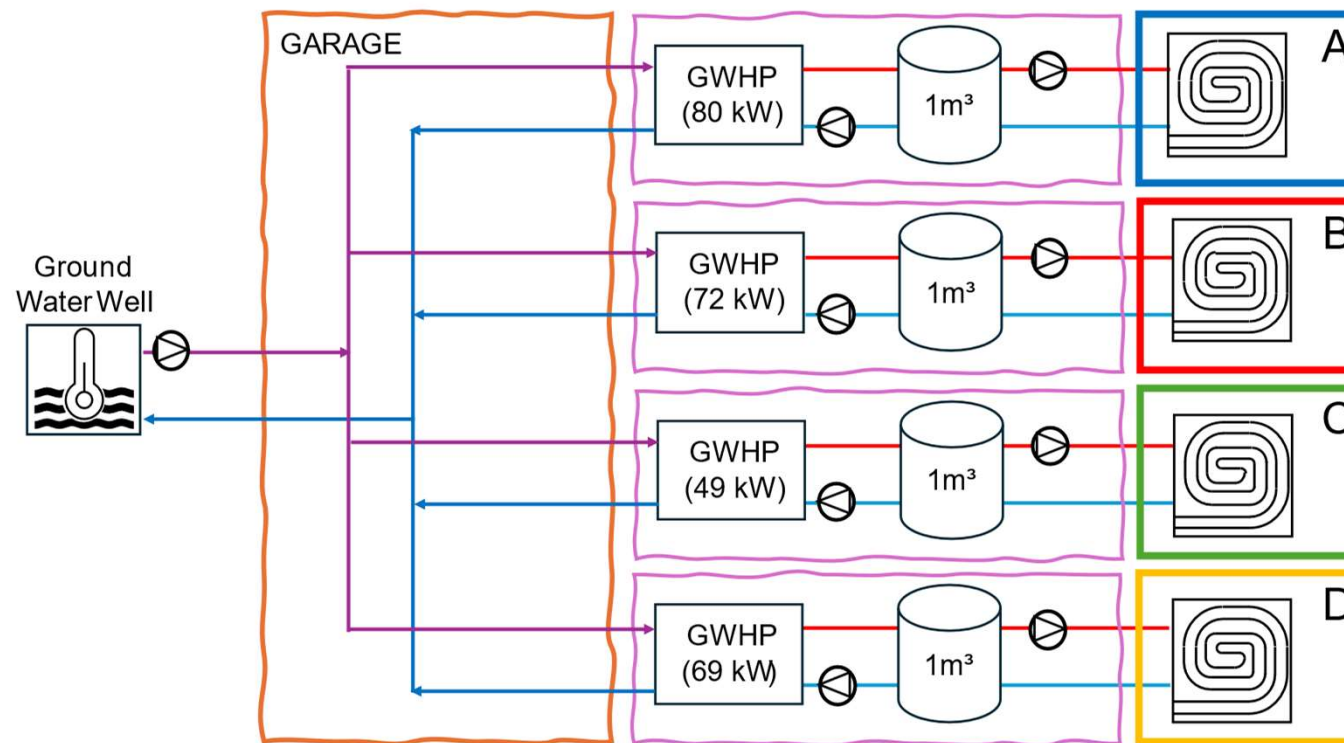 GARAGE
GWHP
(80 kW)
1m³
A
GWHP
(72 kW)
1m³
B
Ground
Water Well
GWHP
(49 kW)
1m³
C
GWHP
(69 kW)
1m³
D